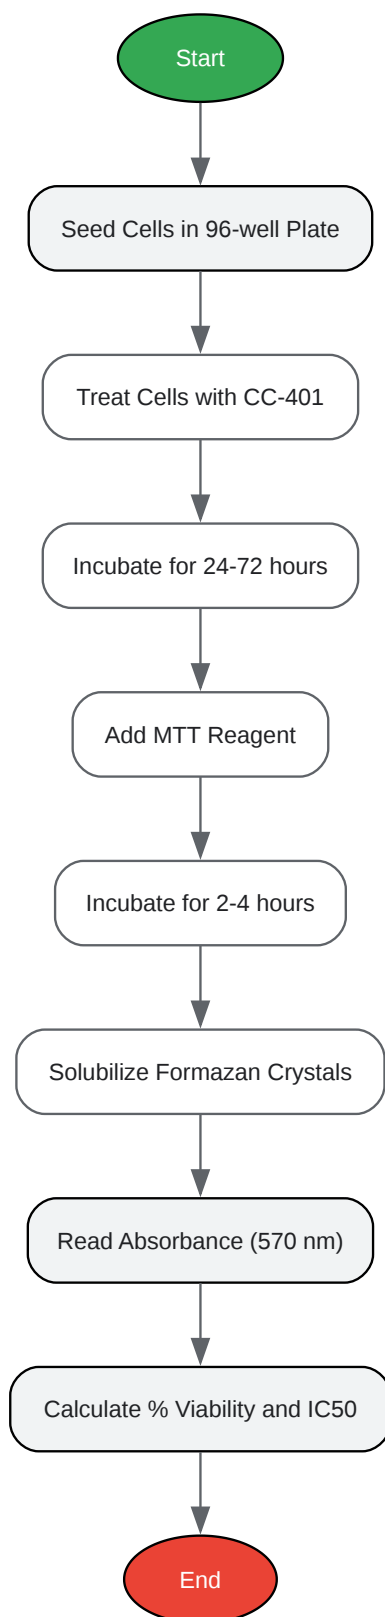 Start
Seed Cells in 96-well Plate
Treat Cells with CC-401
Incubate for 24-72 hours
Add MTT Reagent
Incubate for 2-4 hours
Solubilize Formazan Crystals
Read Absorbance (570 nm)
Calculate % Viability and IC50
End